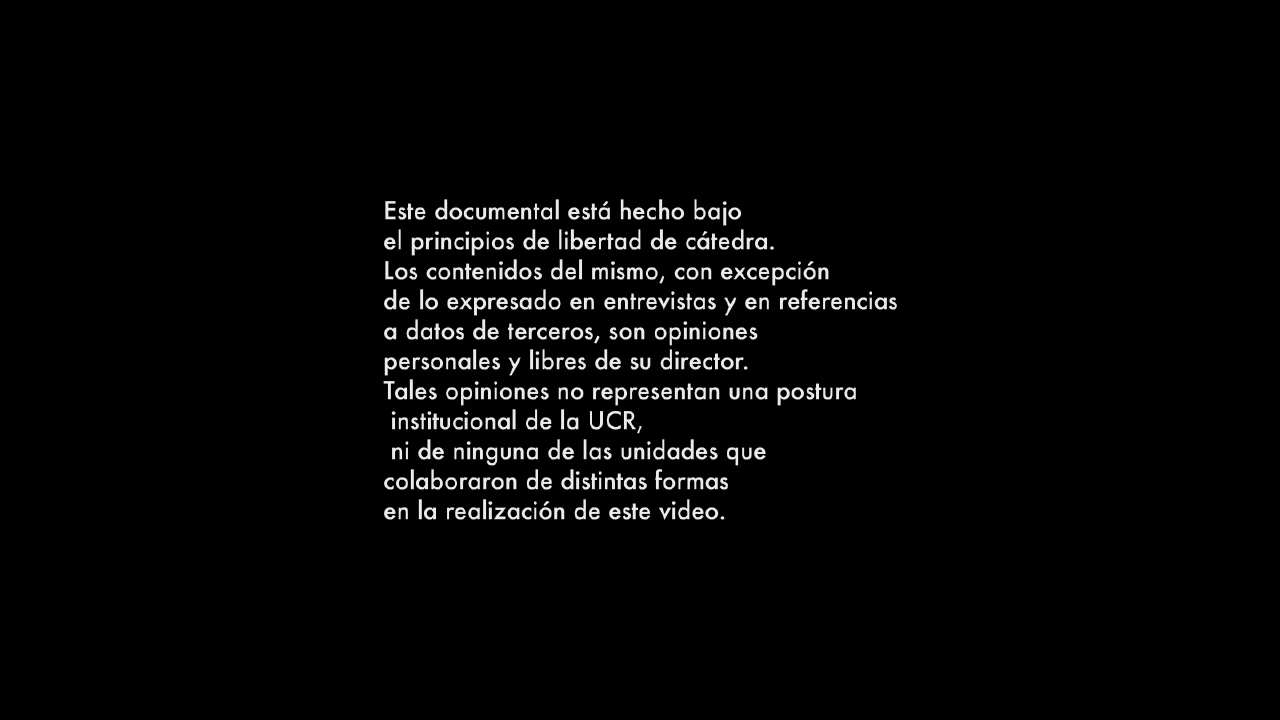 Este documental está hecho bajo
el principios de libertad de cátedra.
Los contenidos del mismo, con excepción
de lo expresado en entrevistas y en referencias
a datos de terceros, son opiniones
personales y libres de su director.
Tales opiniones no representan una postura
institucional de la UCR,
ni de ninguna de las unidades que
colaboraron de distintas formas
en la realización de este video.